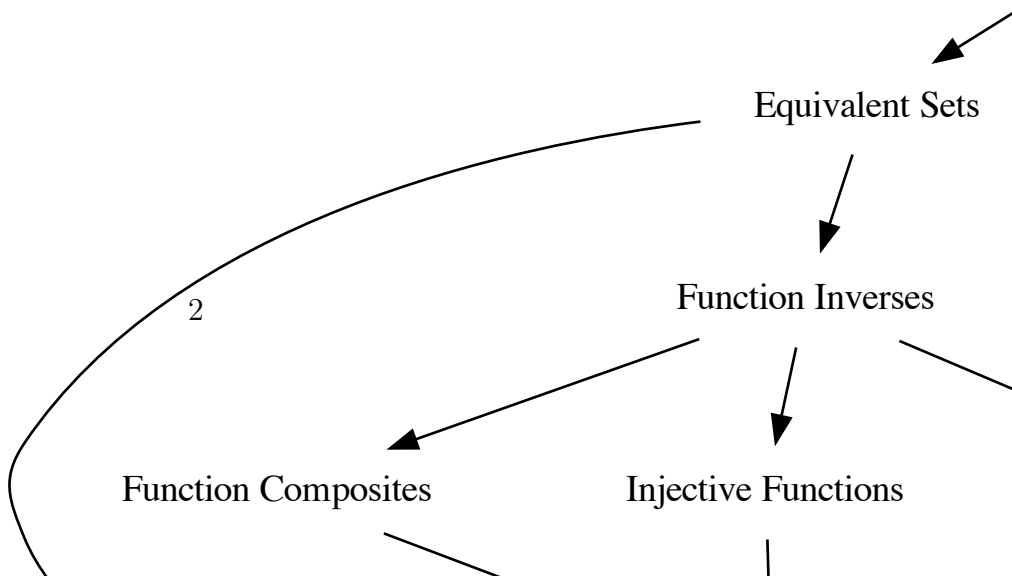 Equivalent Sets
2
Function Inverses
Function Composites
Injective Functions